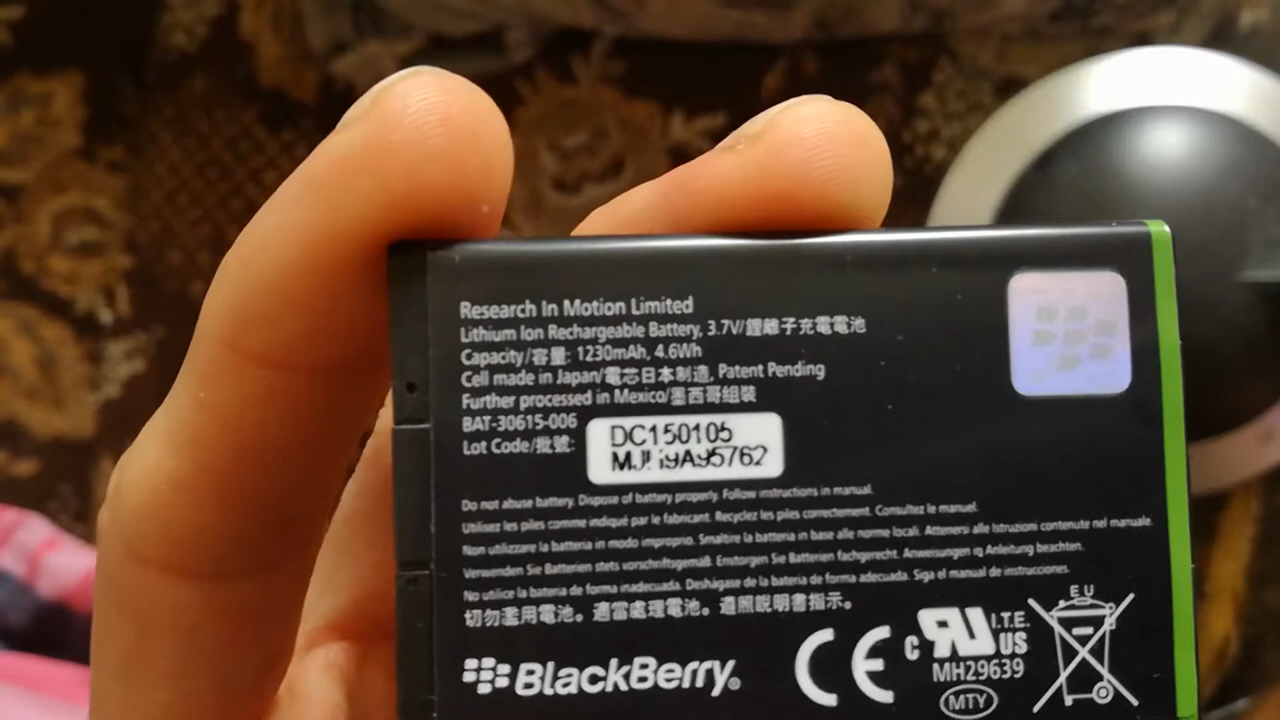 Research In Motion Limited
Lithium Ion Rechargeable Battery, 3.7V/鋰離子充電電池
Capacity/容量: 1230mAh, 4.6Wh
Cell made in Japan/電芯日本制造, Patent Pending
Further processed in Mexico/墨西哥組裝
BAT-30615-006
Lot Code/批號:
DC150105
Do not abuse battery. Dispose of battery properly. Follow instructions in manual.
Utilisez les piles comme indiqué par le fabricant. Recyclez les piles correctement. Consultez le manuel.
Non utilizzare la batteria in modo improprio. Smaltire la batteria in base alle norme locali. Attenersi alle Istruzioni contenute nel manuale.
Verwenden Sie Batterien stets vorschriftsgemäß. Entsorgen Sie Batterien fachgerecht. Anweisungen in Anleitung beachten.
No utilice la batería de forma inadecuada. Deshágase de la batería de forma adecuada. Siga el manual de instrucciones.
切勿濫用電池。適當處理電池。遵照說明書指示。
BlackBerry®
CE
c RU US
I.T.E.
MH29639
MTY
EU